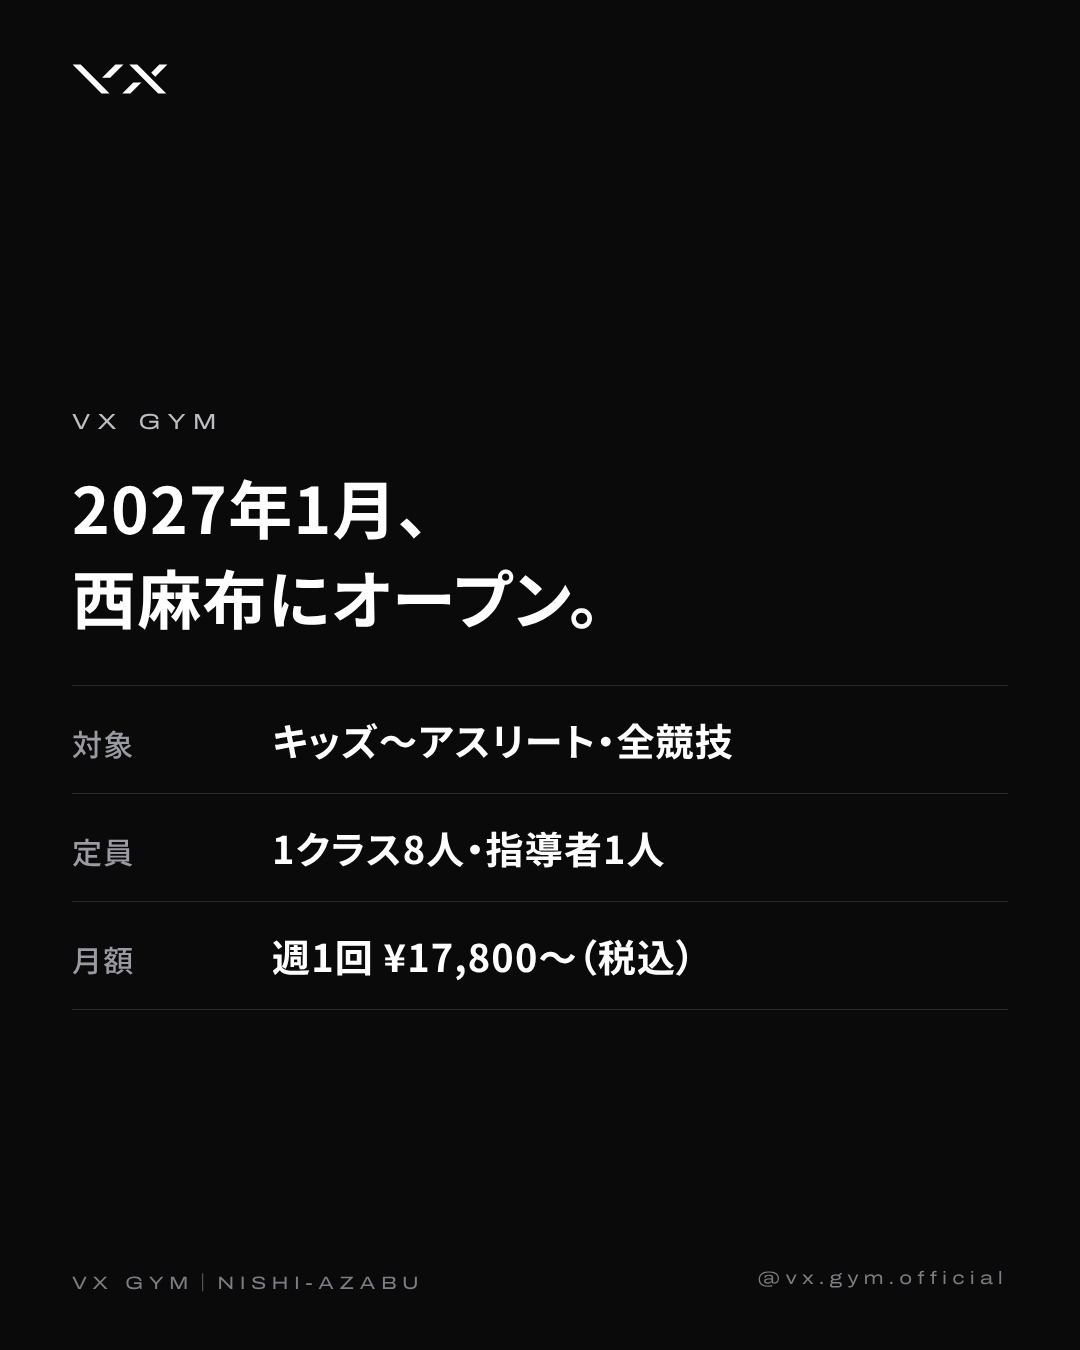 VX
VX GYM
2027年1月、
西麻布にオープン。
対象 キッズ〜アスリート・全競技
定員 1クラス8人・指導者1人
月額 週1回 ¥17,800〜（税込）
VX GYM｜NISHI-AZABU
@vx.gym.official